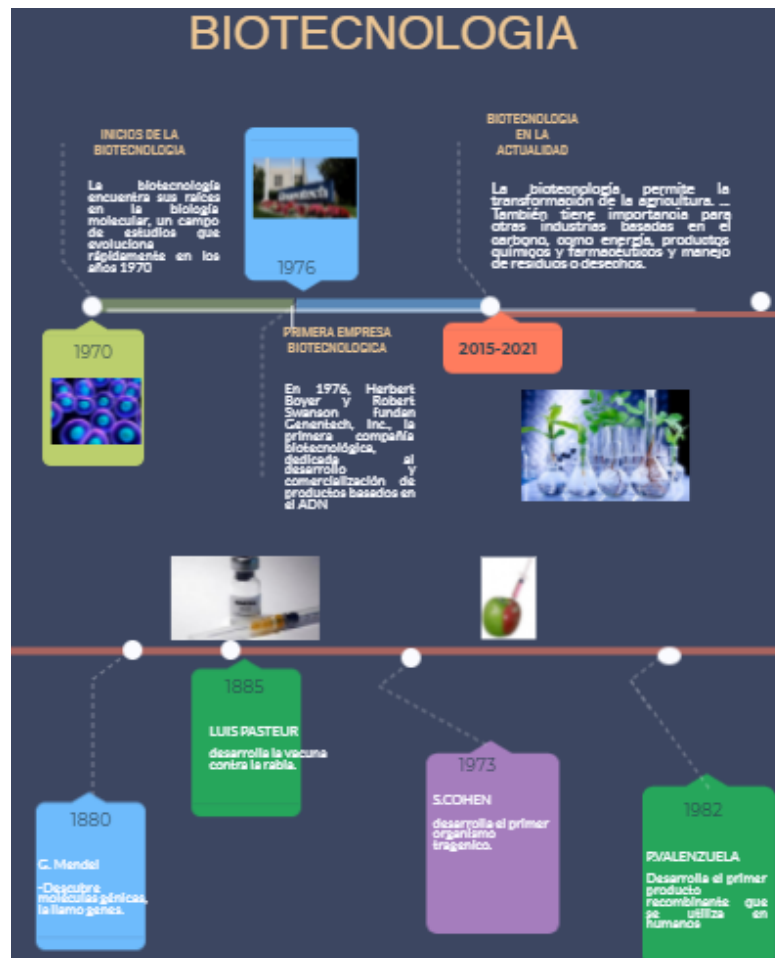 BIOTECNOLOGIA
INICIOS DE LA
BIOTECNOLOGIA
La biotecnología
encuentra sus raíces
en la biología
molecular, un campo
de estudios que
evoluciona
rápidamente en los
años 1970
1970
1976
PRIMERA EMPRESA
BIOTECNOLOGICA
En 1976, Herbert
Boyer y Robert
Swanson fundan
Genentech, Inc., la
primera compañía
biotecnológica,
dedicada al
desarrollo y
comercialización de
productos basados en
el ADN
BIOTECNOLOGIA
EN LA
ACTUALIDAD
La biotecnología permite la
transformación de la agricultura. ...
También tiene importancia para
otras industrias basadas en el
carbono, como energía, productos
químicos y farmacéuticos y manejo
de residuos o desechos.
2015-2021
1880
G. Mendel
-Descubre
moléculas génicas,
la llamo genes.
1885
LUIS PASTEUR
desarrolla la vacuna
contra la rabia.
1973
S.COHEN
desarrolla el primer
organismo
tragenico.
1982
P.VALENZUELA
Desarrolla el primer
producto
recombinante que
se utiliza en
humanos